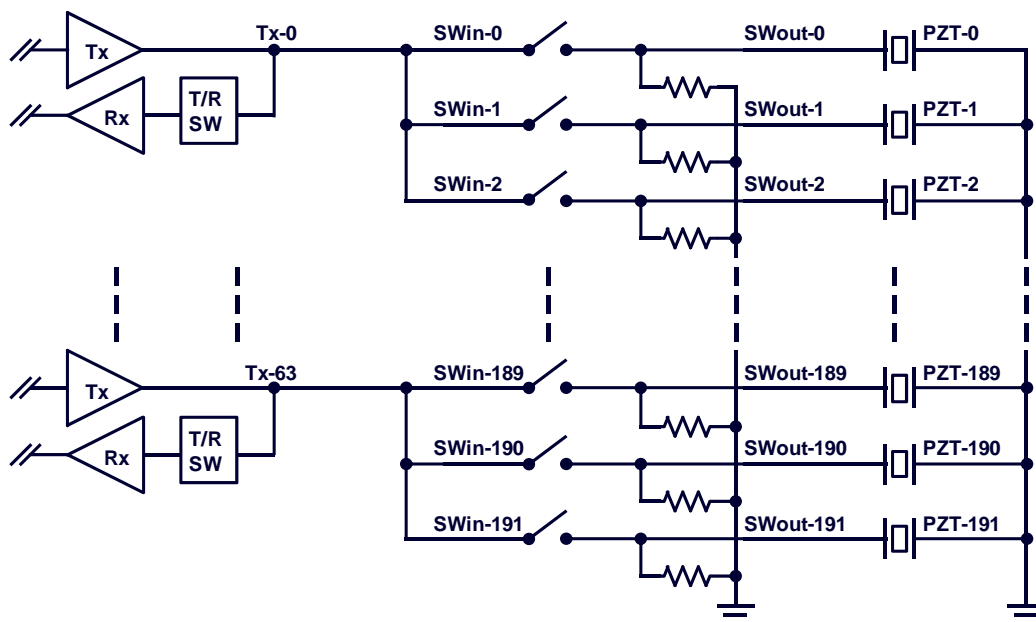 Tx-0 SWin-0 SWout-0 PZT-0
Tx
Rx T/R SW
SWin-1 SWout-1 PZT-1
SWin-2 SWout-2 PZT-2
Tx-63 SWin-189 SWout-189 PZT-189
Tx
Rx T/R SW
SWin-190 SWout-190 PZT-190
SWin-191 SWout-191 PZT-191